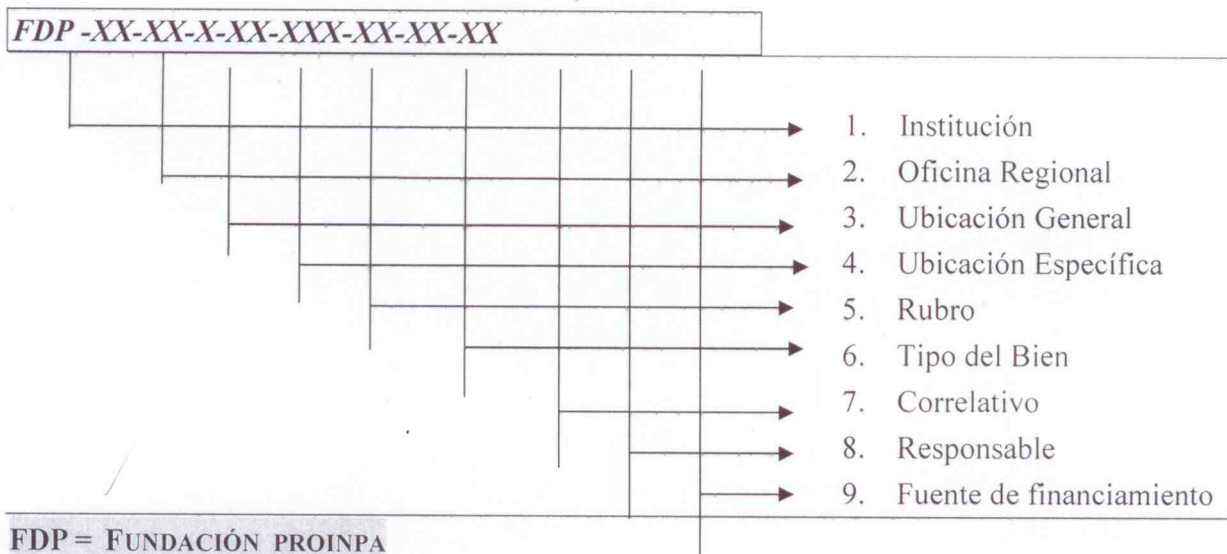 FDP -XX-XX-X-XX-XXX-XX-XX-XX
1. Institución
2. Oficina Regional
3. Ubicación General
4. Ubicación Específica
5. Rubro
6. Tipo del Bien
7. Correlativo
8. Responsable
9. Fuente de financiamiento
FDP = FUNDACIÓN PROINPA